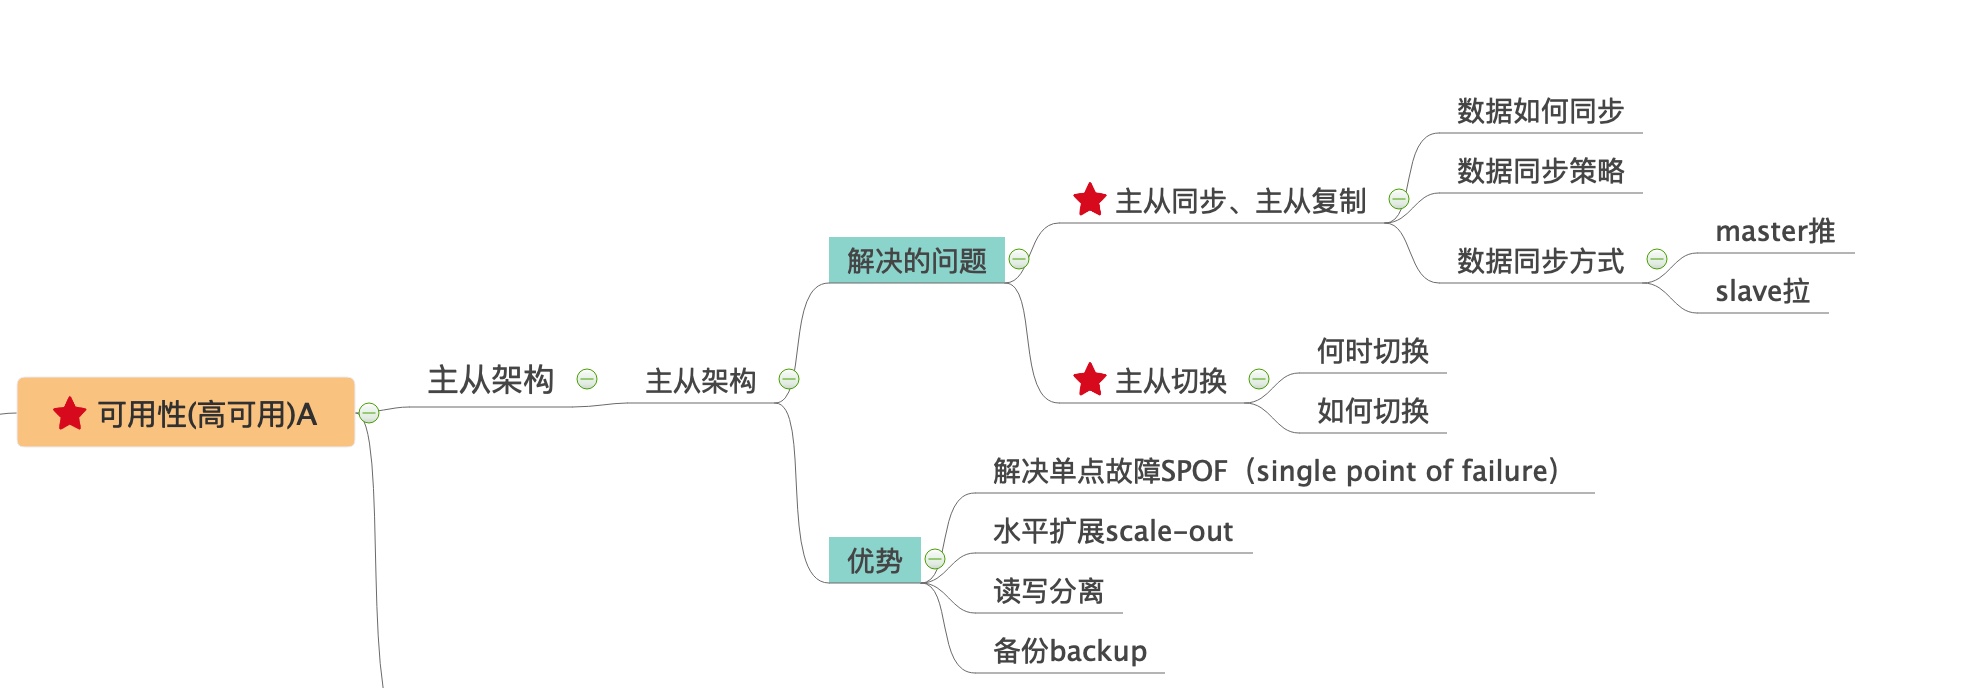 可用性(高可用)A
主从架构
主从架构
解决的问题
主从同步、主从复制
数据如何同步
数据同步策略
数据同步方式
master推
slave拉
主从切换
何时切换
如何切换
优势
解决单点故障SPOF（single point of failure）
水平扩展scale-out
读写分离
备份backup